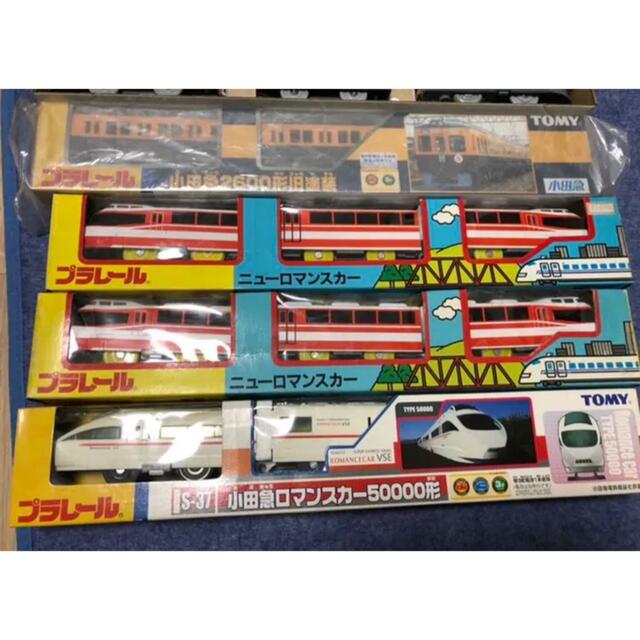 TOMY
プラレール
小田急2600形旧塗装
小田急
プラレール
ニューロマンスカー
プラレール
ニューロマンスカー
TOMY
TYPE 50000
ROMANCECAR VSE
ROMANCECAR VSE
ROMANCE CAR
TYPE 50000
プラレール
S-37 小田急ロマンスカー50000形